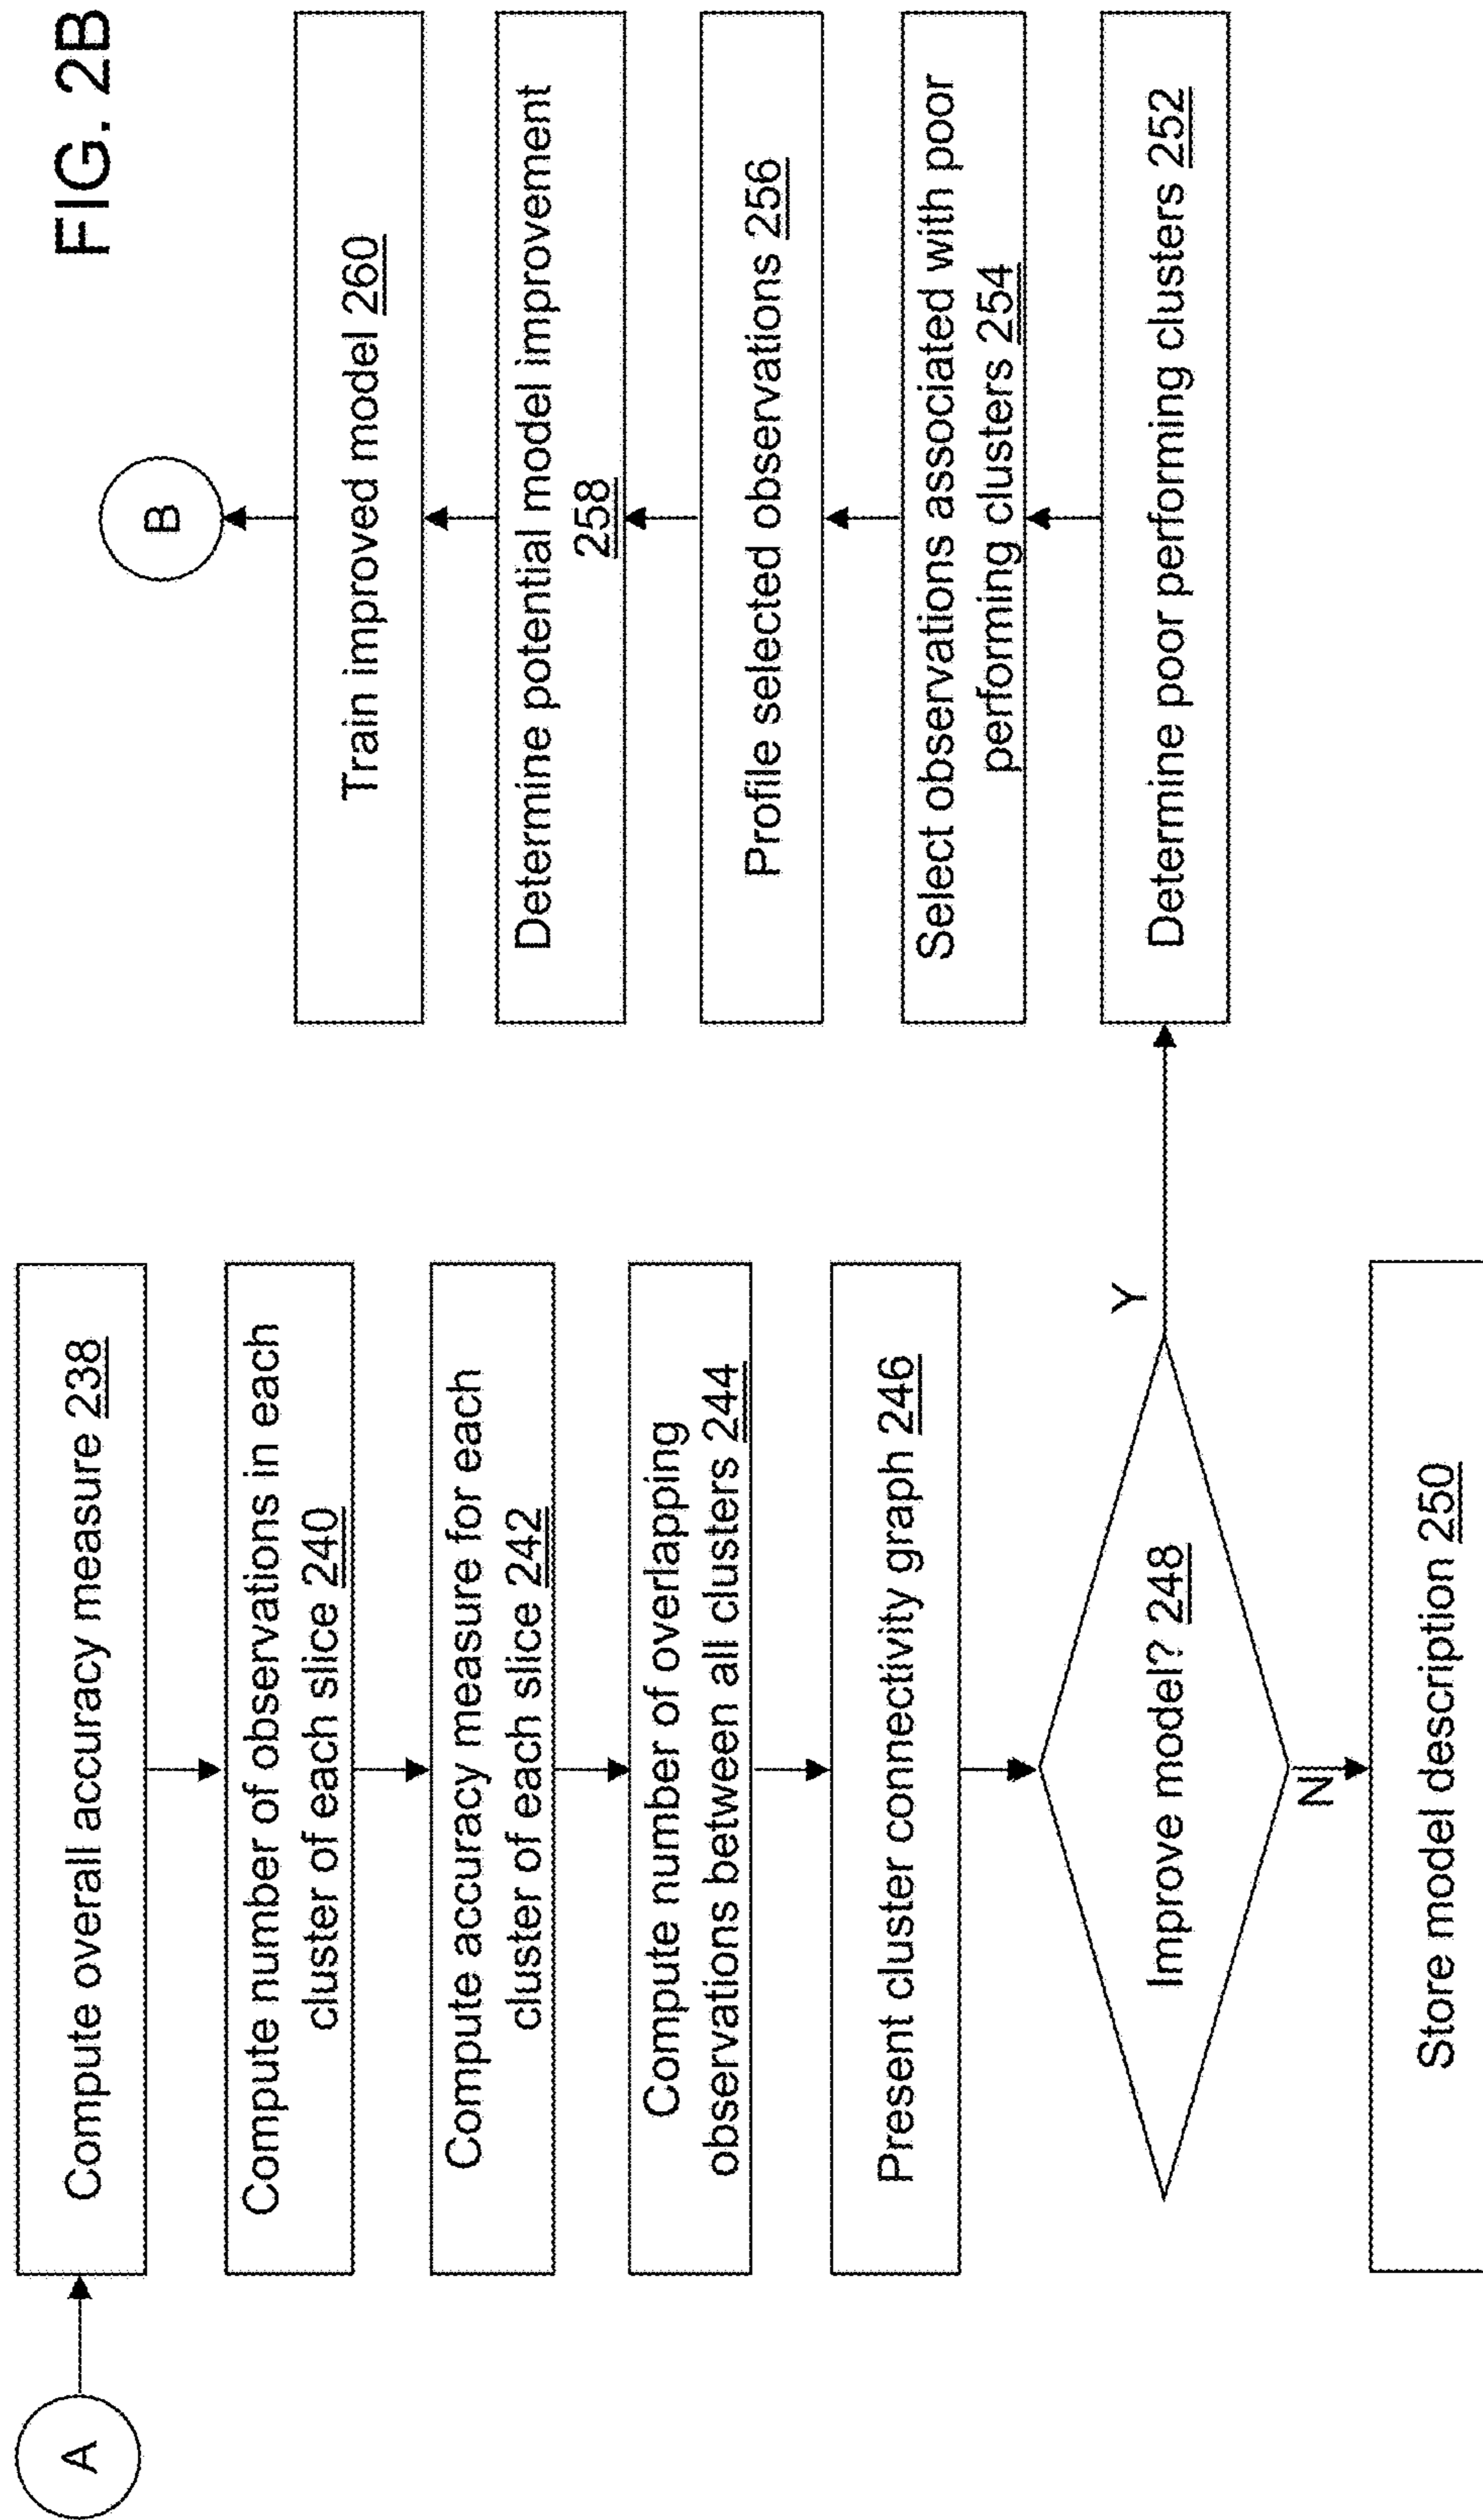 FIG. 2B
A
Compute overall accuracy measure 238
Compute number of observations in each
cluster of each slice 240
Compute accuracy measure for each
cluster of each slice 242
Compute number of overlapping
observations between all clusters 244
Present cluster connectivity graph 246
Improve model? 248
Y
N
Store model description 250
Determine poor performing clusters 252
Select observations associated with poor
performing clusters 254
Profile selected observations 256
Determine potential model improvement
258
Train improved model 260
B